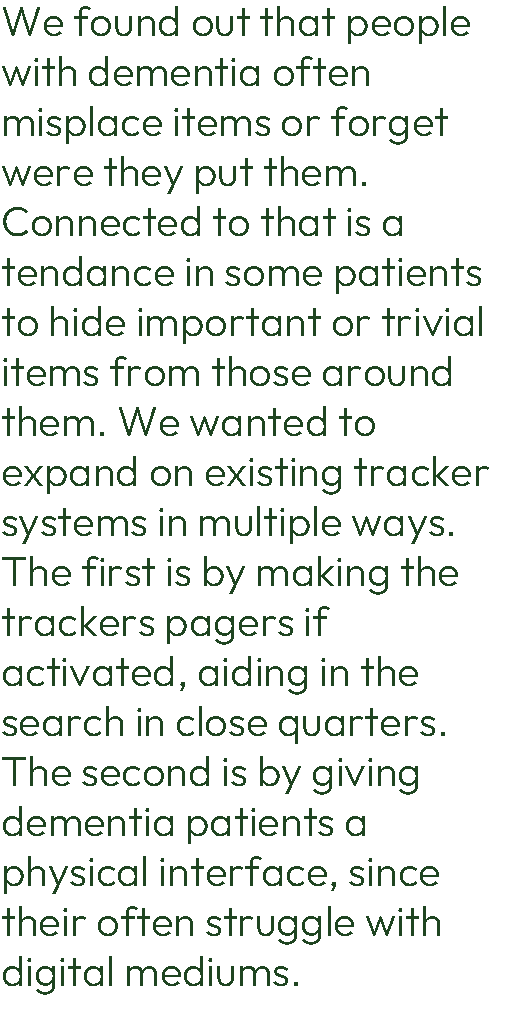 We found out that people
with dementia often
misplace items or forget
were they put them.
Connected to that is a
tendance in some patients
to hide important or trivial
items from those around
them. We wanted to
expand on existing tracker
systems in multiple ways.
The first is by making the
trackers pagers if
activated, aiding in the
search in close quarters.
The second is by giving
dementia patients a
physical interface, since
their often struggle with
digital mediums.